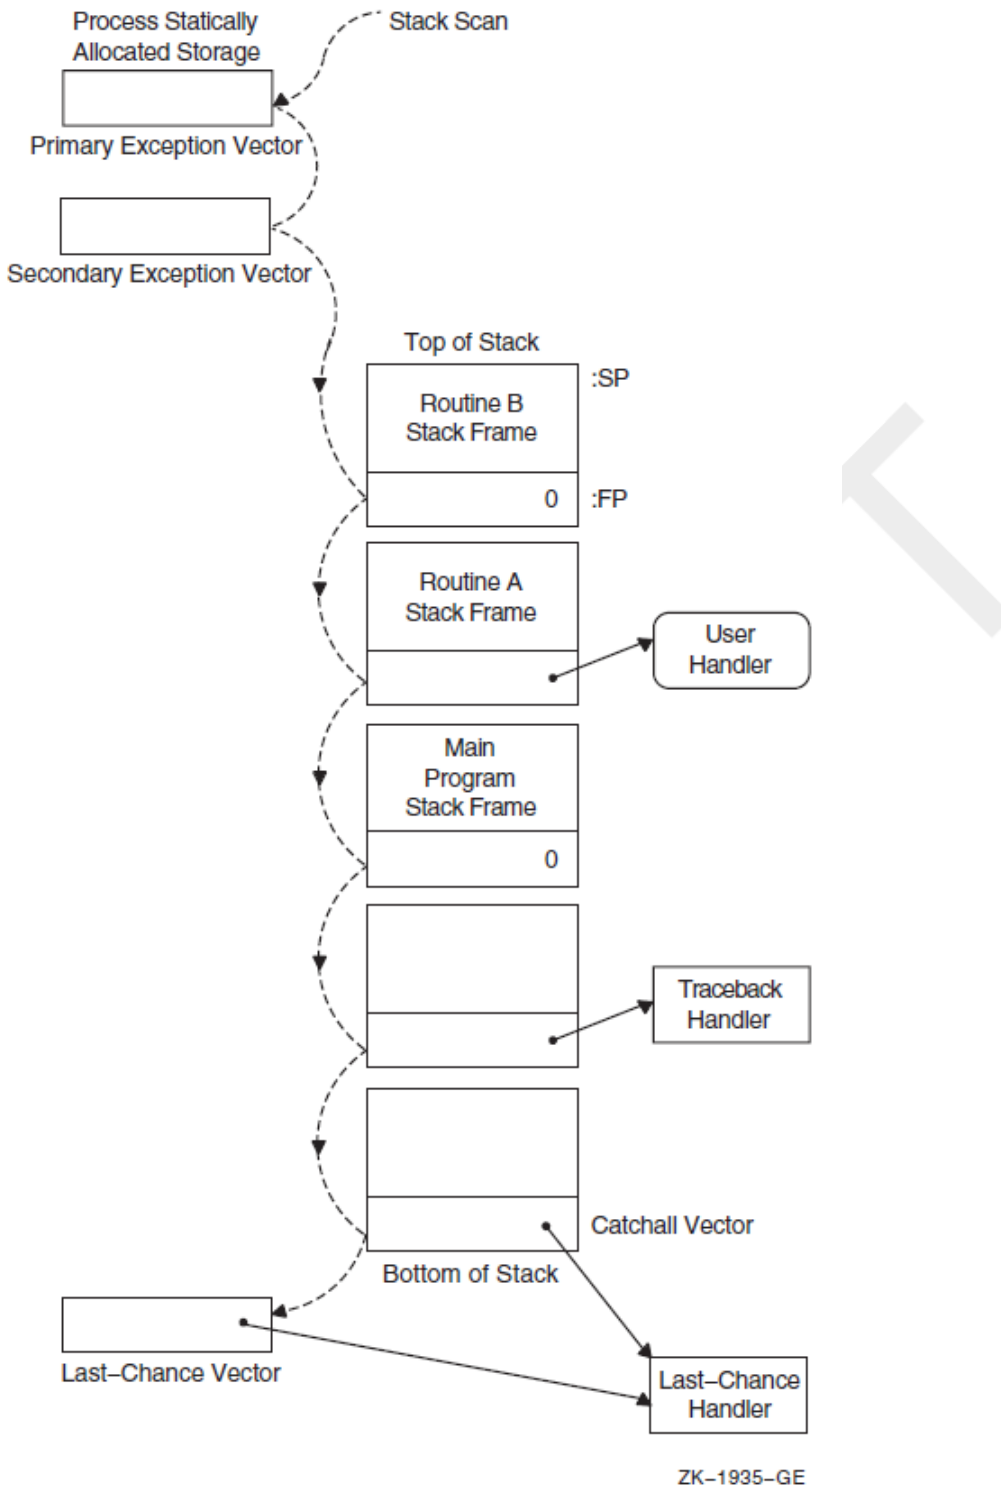 Process Statically
Allocated Storage
Stack Scan
Primary Exception Vector
Secondary Exception Vector
Top of Stack
:SP
Routine B
Stack Frame
0
:FP
Routine A
Stack Frame
User
Handler
Main
Program
Stack Frame
0
Traceback
Handler
Catchall Vector
Bottom of Stack
Last–Chance Vector
Last–Chance
Handler
ZK–1935–GE